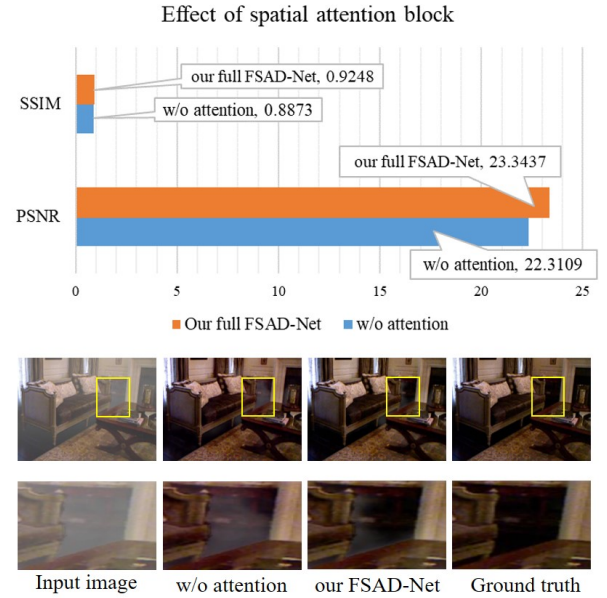 Effect of spatial attention block
our full FSAD-Net, 0.9248
SSIM
w/o attention, 0.8873
our full FSAD-Net, 23.3437
PSNR
w/o attention, 22.3109
0 5 10 15 20 25
Our full FSAD-Net w/o attention
Input image w/o attention our FSAD-Net Ground truth